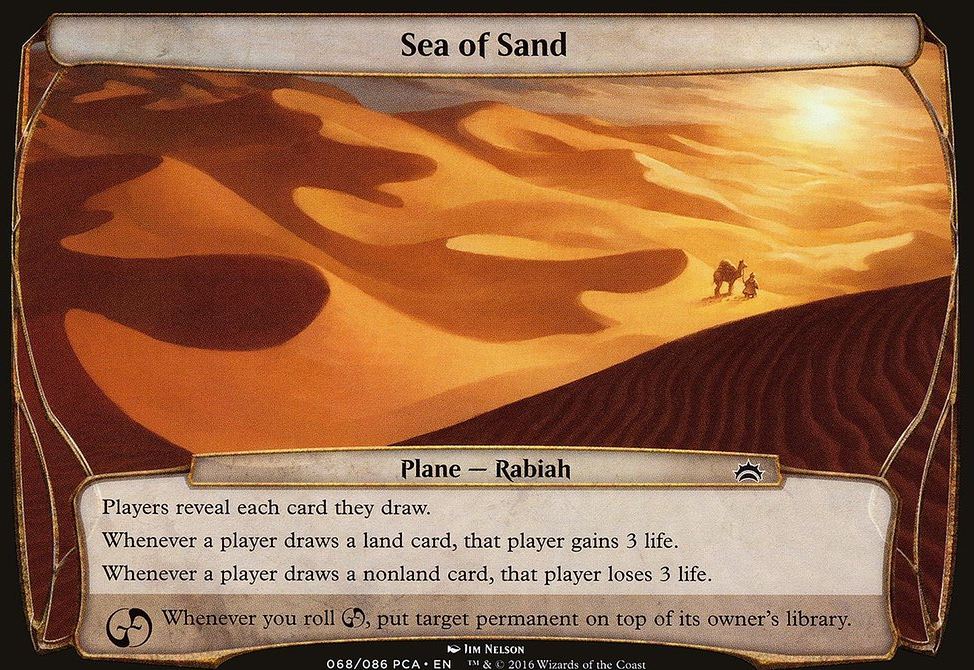 Sea of Sand
Plane — Rabiah
Players reveal each card they draw.
Whenever a player draws a land card, that player gains 3 life.
Whenever a player draws a nonland card, that player loses 3 life.
Whenever you roll , put target permanent on top of its owner's library.
Jim Nelson
068/086 PCA • EN ™ & © 2016 Wizards of the Coast